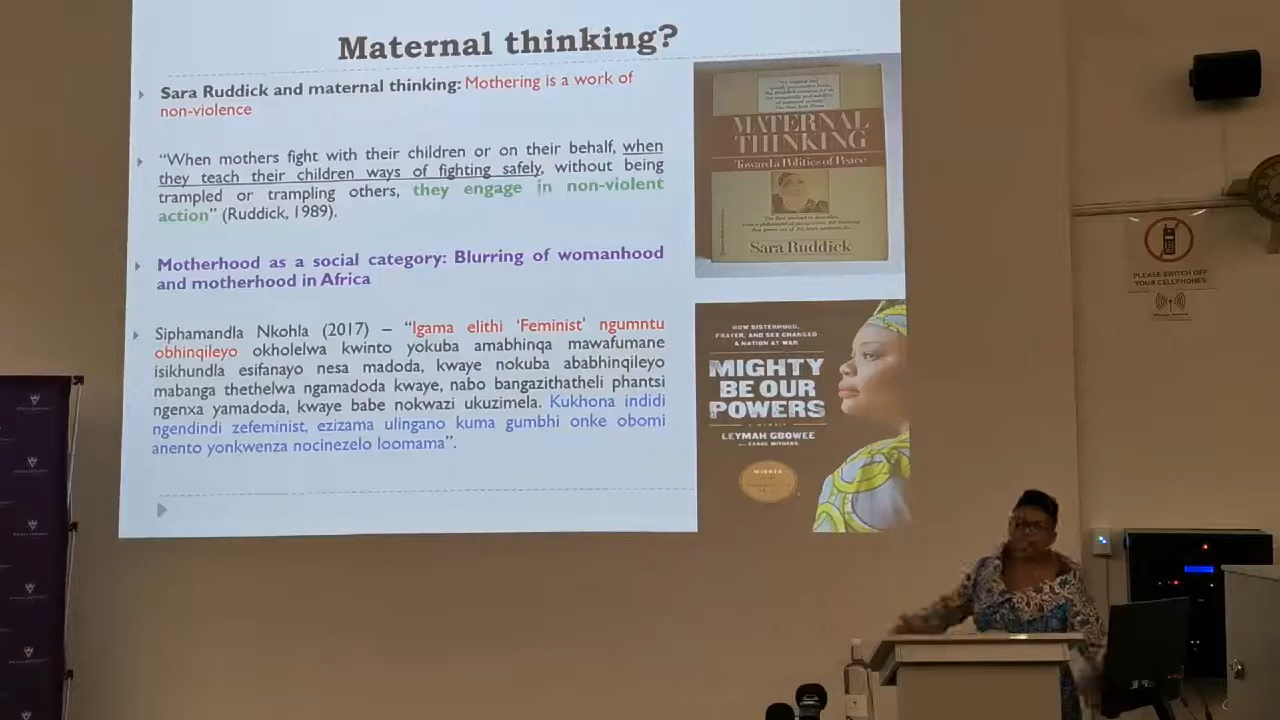 Maternal thinking?
Sara Ruddick and maternal thinking: Mothering is a work of
non-violence
“When mothers fight with their children or on their behalf, when
they teach their children ways of fighting safely, without being
trampled or trampling others, they engage in non-violent
action” (Ruddick, 1989).
Motherhood as a social category: Blurring of womanhood
and motherhood in Africa
Siphamandla Nkohla (2017) – “Igama elithi ‘Feminist’ ngumntu
obhinqileyo okholelwa kwinto yokuba amabhinqa mawafumane
isikhundla esifanayo nesa madoda, kwaye nokuba ababhinqileyo
mabanga thethelwa ngamadoda kwaye, nabo bangazithatheli phantsi
ngenxa yamadoda, kwaye babe nokwazi ukuzimela. Kukhona indidi
ngendindi zefeminist, ezizama ulingano kuma gumbhi onke obomi
anento yonkwenza nocinezelo loomama”.
MATERNAL
THINKING
Toward a Politics of Peace
Sara Ruddick
HOW SISTERHOOD,
PRAYER, AND SEX CHANGED
A NATION AT WAR
MIGHTY
BE OUR
POWERS
A MEMOIR
LEYMAH GBOWEE
WINNER
PLEASE SWITCH OFF
YOUR CELLPHONES